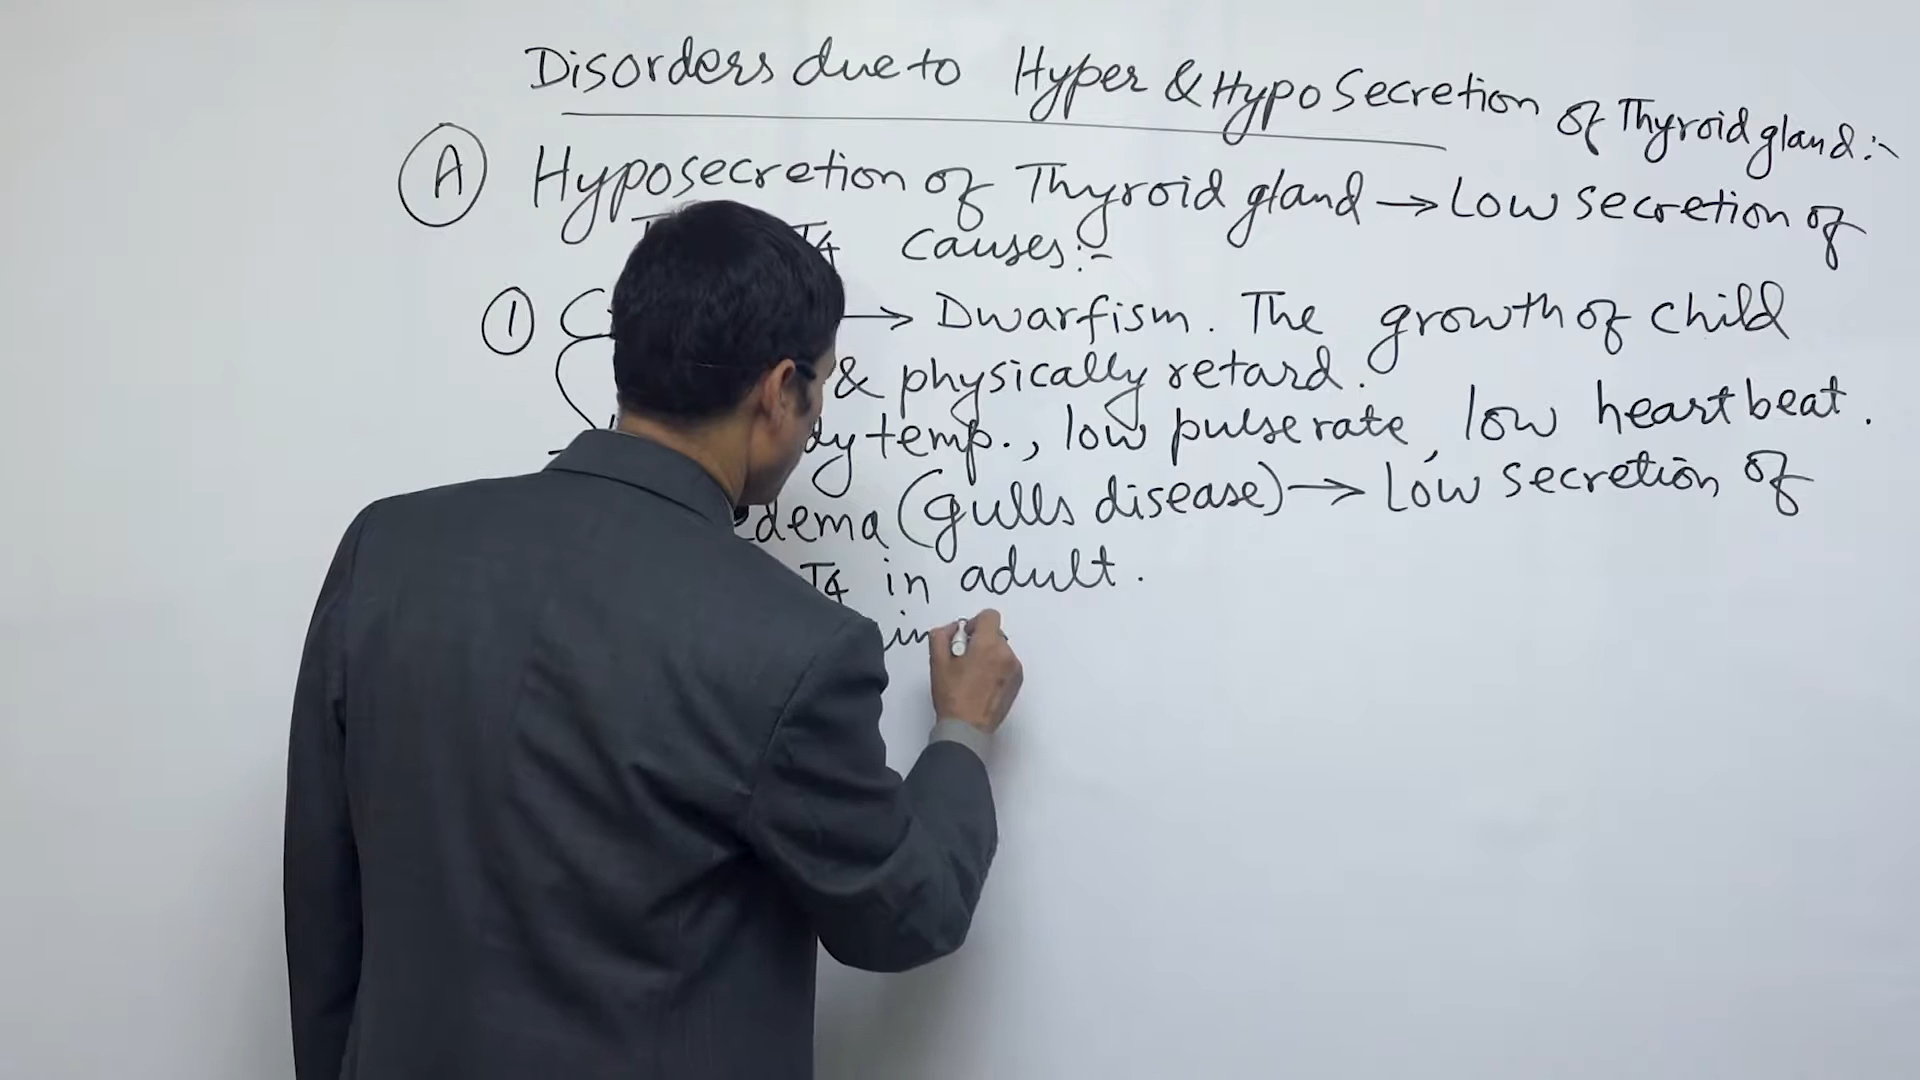 Disorders due to Hyper & Hypo Secretion of Thyroid gland:-
A Hyposecretion of Thyroid gland → Low secretion of
T4 causes:-
1 → Dwarfism. The growth of child
& physically retard.
temp., low pulse rate, low heart beat.
(gulls disease) → Low secretion of
T4 in adult.